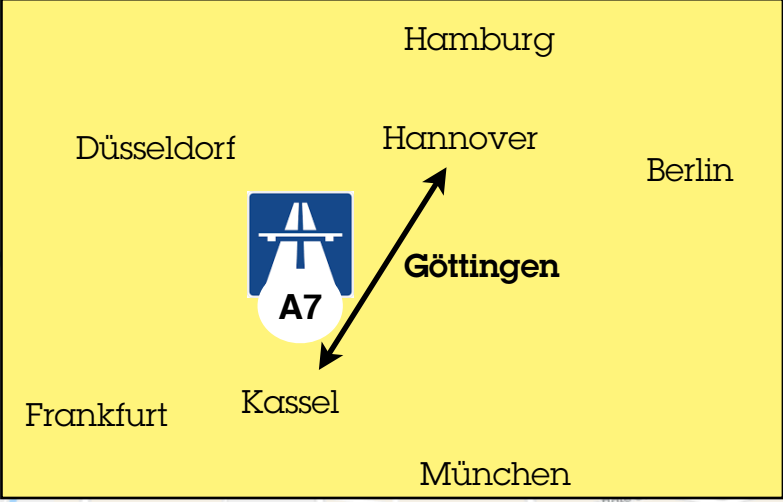 Hamburg
Hannover
Düsseldorf
Berlin
Göttingen
A7
Kassel
Frankfurt
München